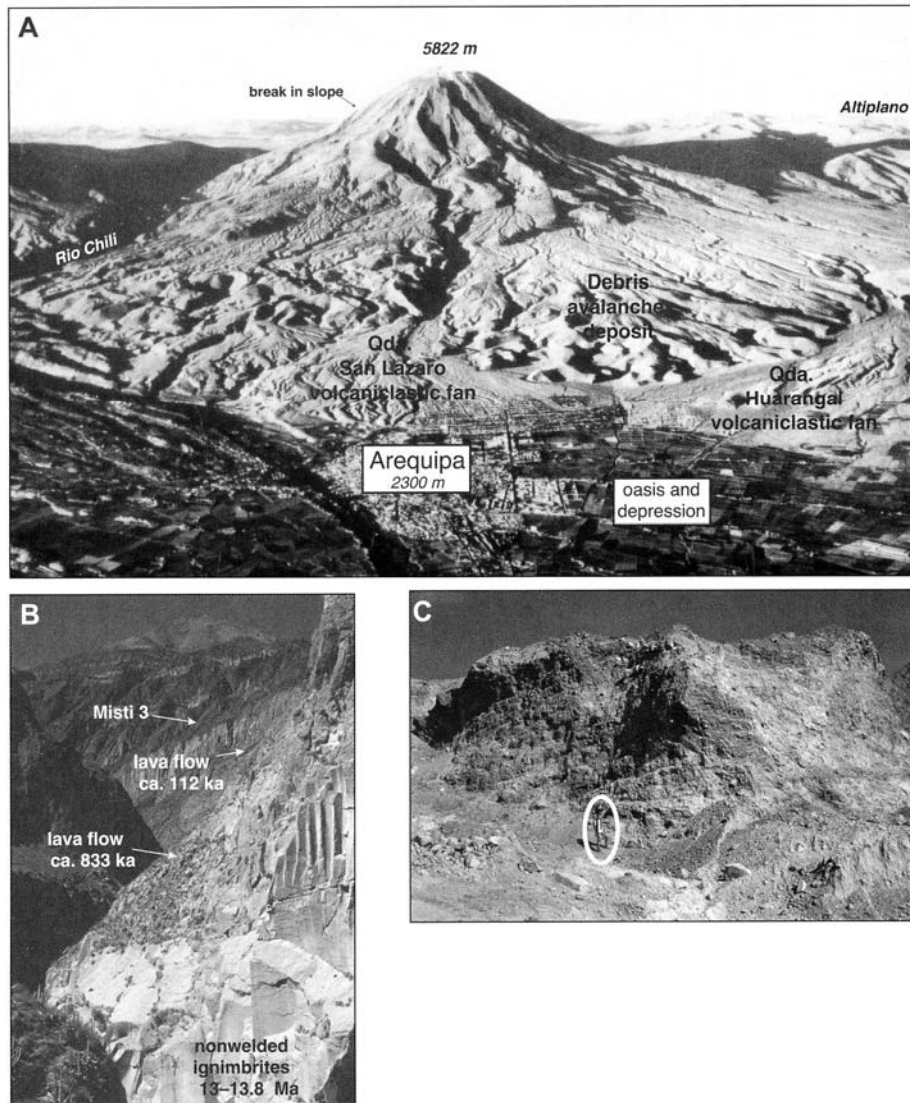 A
5822 m
break in slope
Altiplano
Rio Chili
Debris
avalanche
deposit
Qd
San Lazaro
volcaniclastic fan
Qda.
Huarangal
volcaniclastic fan
Arequipa
2300 m
oasis and
depression
B
Misti 3
lava flow
ca. 112 ka
lava flow
ca. 833 ka
nonwelded
ignimbrites
13–13.8 Ma
C